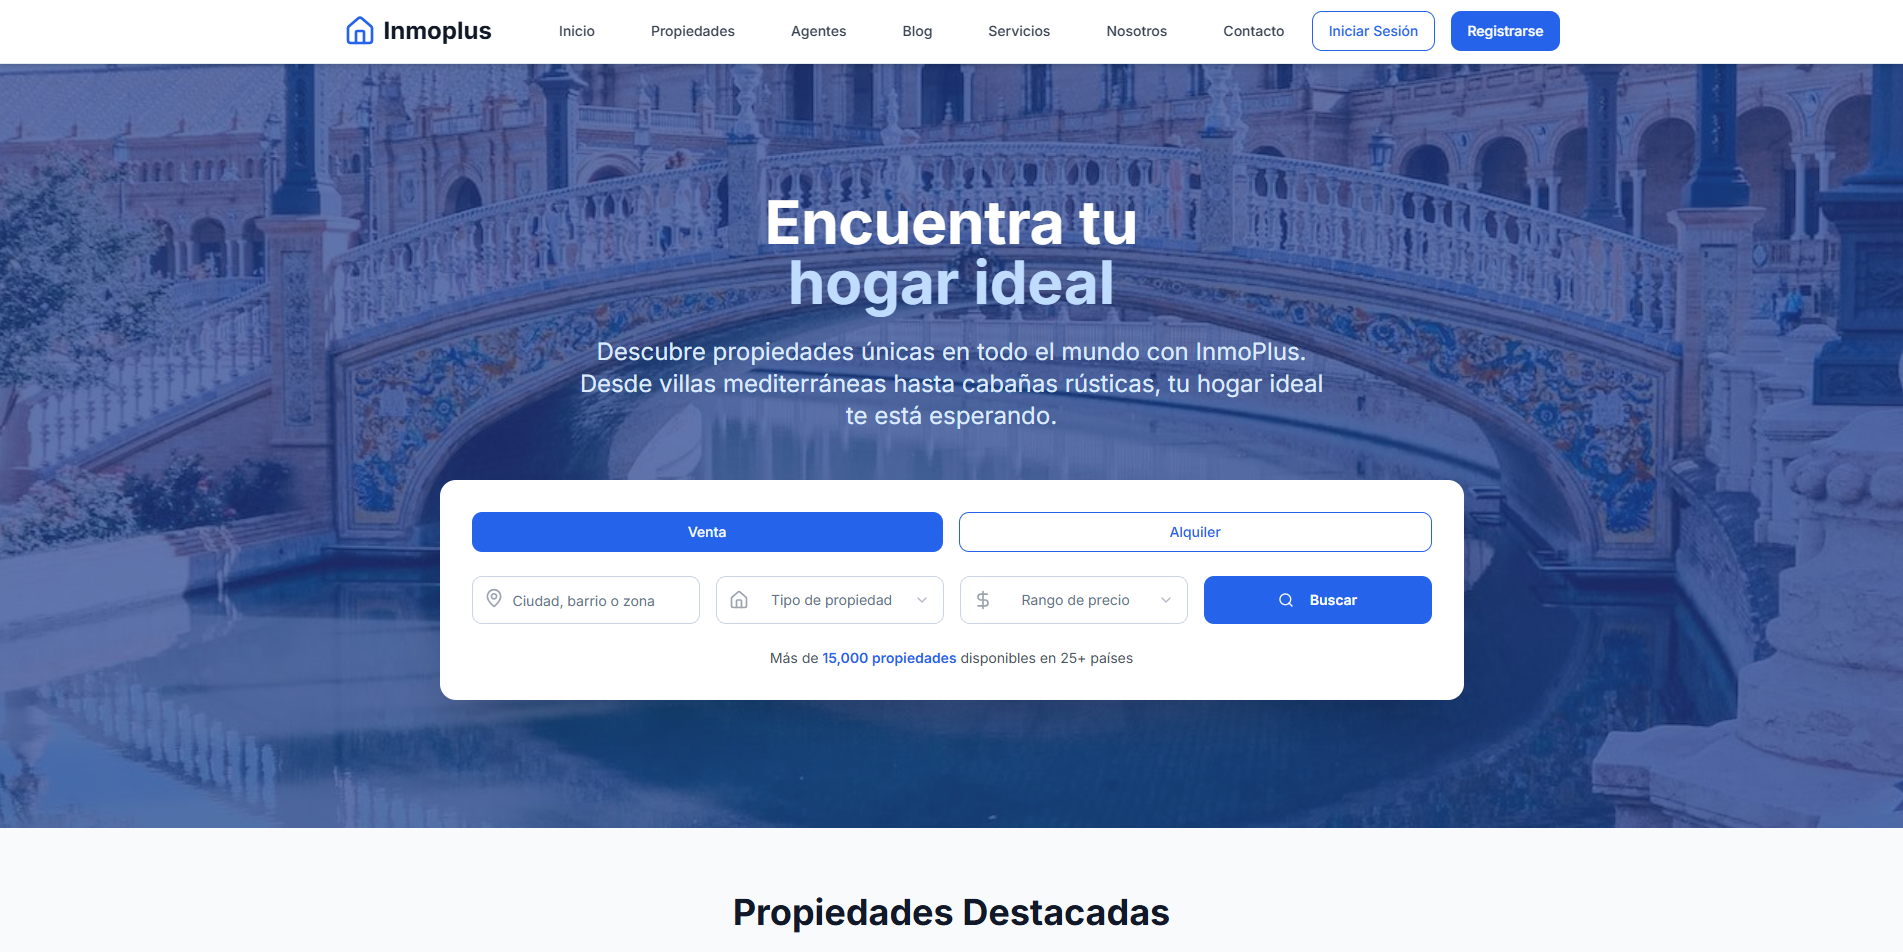 Inmoplus
Inicio
Propiedades
Agentes
Blog
Servicios
Nosotros
Contacto
Iniciar Sesión
Registrarse
Encuentra tu
hogar ideal
Descubre propiedades únicas en todo el mundo con InmoPlus.
Desde villas mediterráneas hasta cabañas rústicas, tu hogar ideal
te está esperando.
Venta
Alquiler
Ciudad, barrio o zona
Tipo de propiedad
Rango de precio
Buscar
Más de 15,000 propiedades disponibles en 25+ países
Propiedades Destacadas